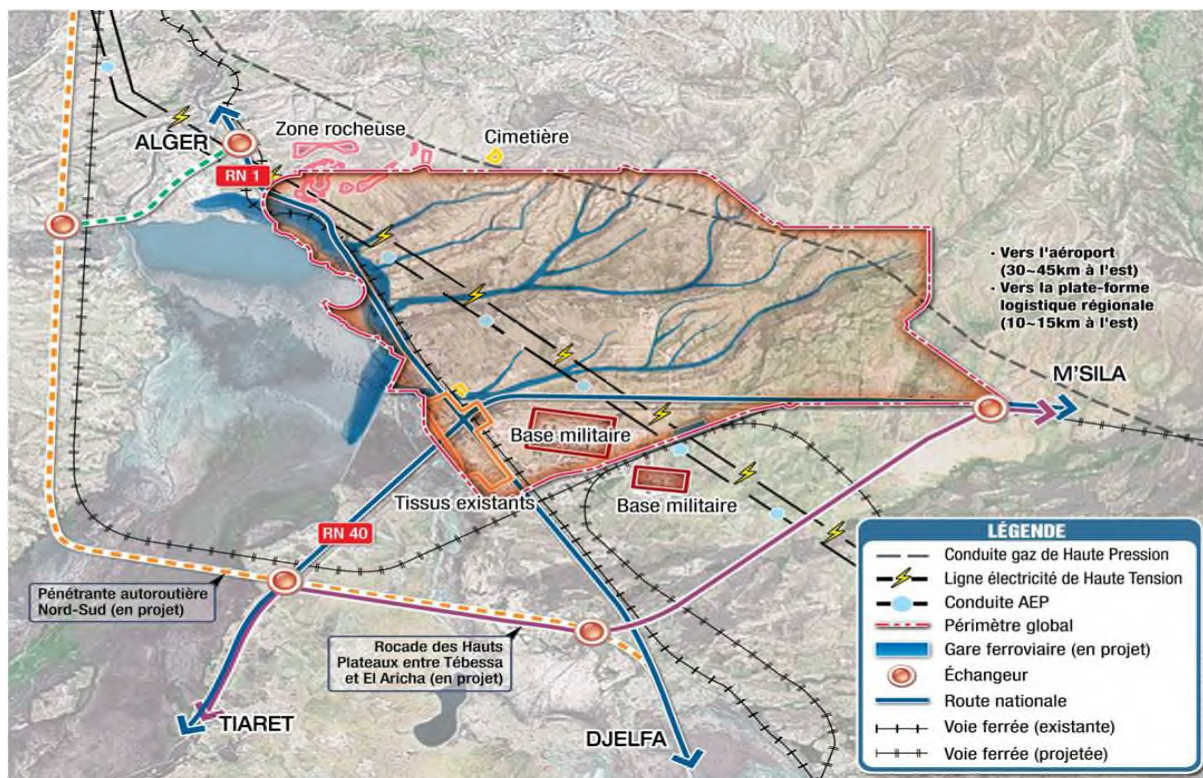 ALGER
Zone rocheuse
Cimetière
RN 1
- Vers l'aéroport
(30~45km à l'est)
- Vers la plate-forme
logistique régionale
(10~15km à l'est)
M'SILA
Base militaire
Tissus existants
Base militaire
RN 40
Pénétrante autoroutière
Nord-Sud (en projet)
Rocade des Hauts
Plateaux entre Tébessa
et El Aricha (en projet)
TIARET
DJELFA
LÉGENDE
Conduite gaz de Haute Pression
Ligne électricité de Haute Tension
Conduite AEP
Périmètre global
Gare ferroviaire (en projet)
Échangeur
Route nationale
Voie ferrée (existante)
Voie ferrée (projetée)